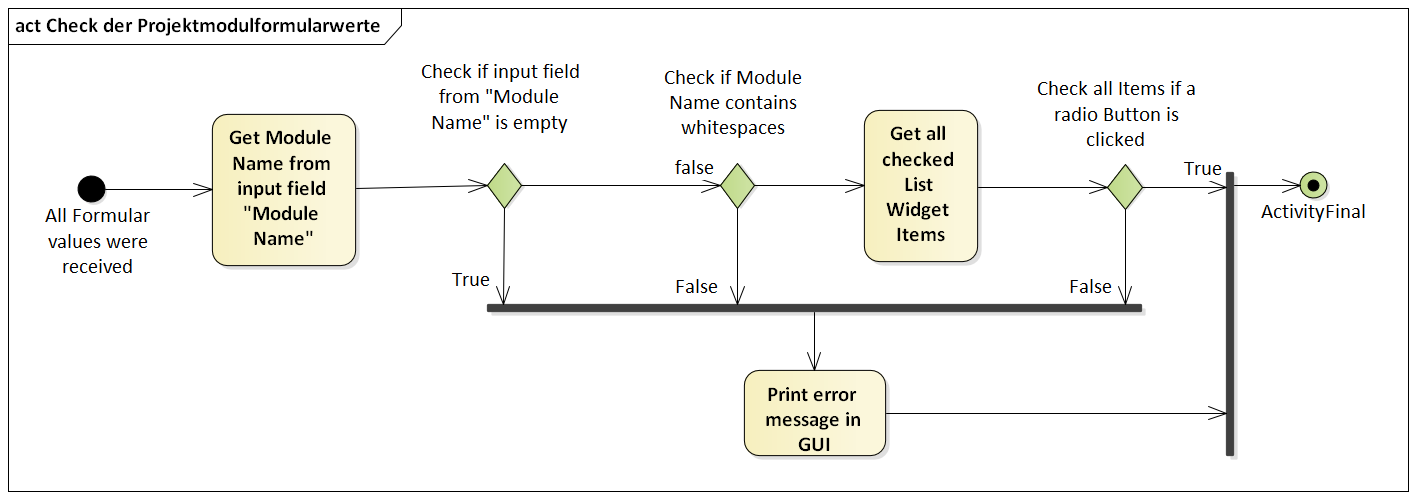 act Check der Projektmodulformularwerte
All Formular
values were
received
Get Module
Name from
input field
"Module
Name"
Check if input field
from "Module
Name" is empty
True
false
Check if Module
Name contains
whitespaces
False
Get all
checked
List
Widget
Items
Check all Items if a
radio Button is
clicked
True
False
Print error
message in
GUI
ActivityFinal